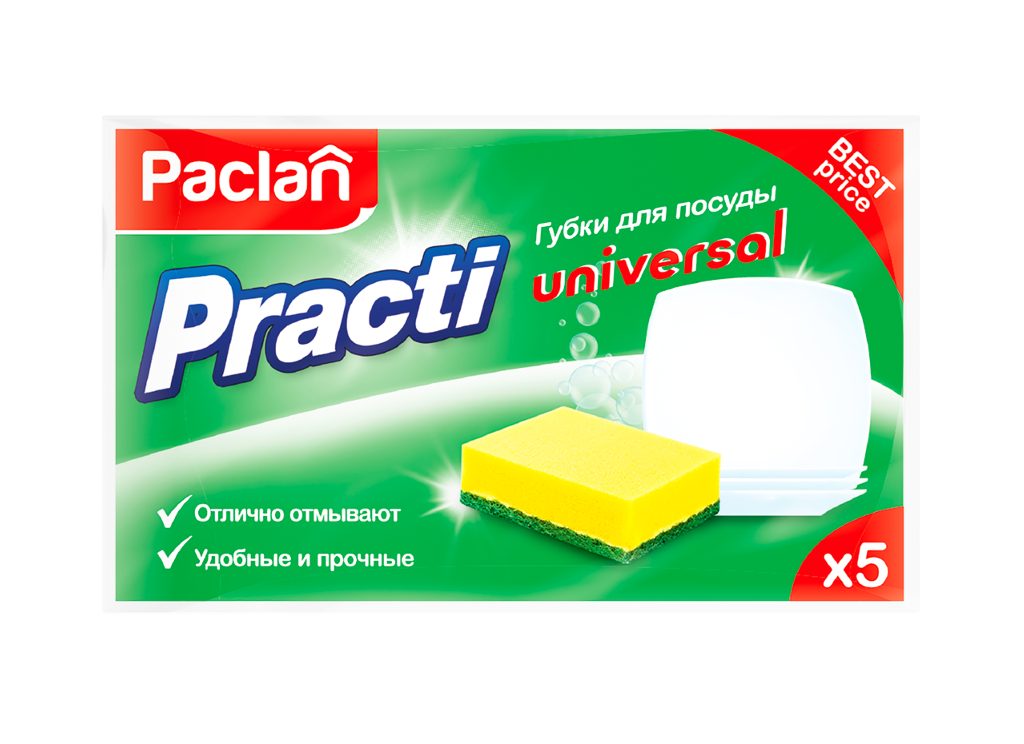 Paclan
BEST
price
Practi
Губки для посуды
universal
Отлично отмывают
Удобные и прочные
x5